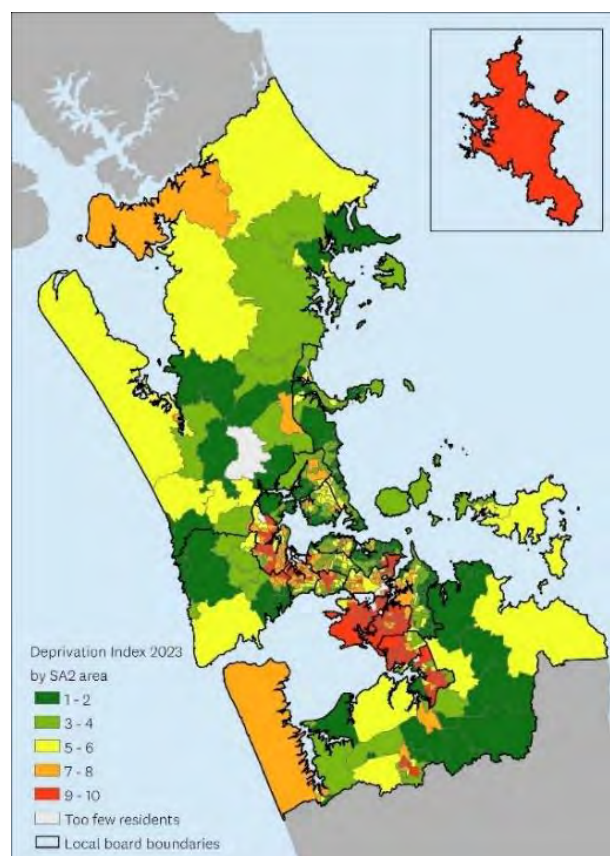 Deprivation Index 2023
by SA2 area
1 - 2
3 - 4
5 - 6
7 - 8
9 - 10
Too few residents
Local board boundaries